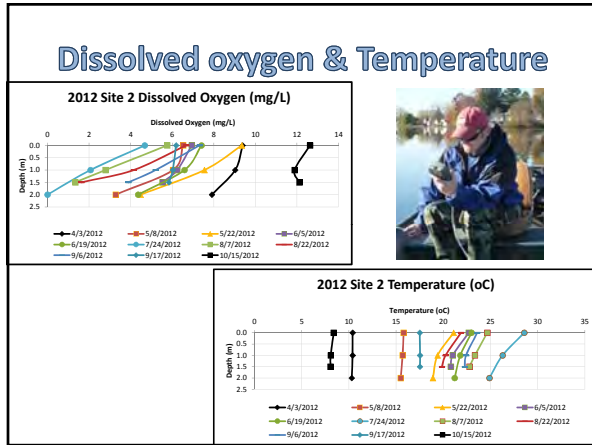 Dissolved oxygen & Temperature
2012 Site 2 Dissolved Oxygen (mg/L)
Dissolved Oxygen (mg/L)
0 2 4 6 8 10 12 14
Depth (m)
0.0
0.5
1.0
1.5
2.0
2.5
4/3/2012 5/8/2012 5/22/2012 6/5/2012
6/19/2012 7/24/2012 8/7/2012 8/22/2012
9/6/2012 9/17/2012 10/15/2012
2012 Site 2 Temperature (oC)
Temperature (oC)
0 5 10 15 20 25 30 35
Depth (m)
0.0
0.5
1.0
1.5
2.0
2.5
4/3/2012 5/8/2012 5/22/2012 6/5/2012
6/19/2012 7/24/2012 8/7/2012 8/22/2012
9/6/2012 9/17/2012 10/15/2012